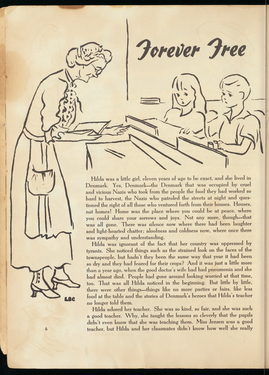 Forever Free
LBC
Hilda was a little girl, eleven years of age to be exact, and she lived in
Denmark. Yes, Denmark—the Denmark that was occupied by cruel
and vicious Nazis who took from the people the food they had worked so
hard to harvest, the Nazis who patroled the streets at night and ques-
tioned the right of all those who ventured forth from their houses. Houses,
not homes! Home was the place where you could be at peace, where
you could share your sorrows and joys. Not any more, though—that
was all gone. There was silence now where there had been laughter
and light-hearted chatter; aloofness and coldness now, where once there
was sympathy and understanding.
Hilda was ignorant of the fact that her country was oppressed by
tyrants. She noticed things such as the strained look on the faces of the
townspeople, but hadn't they been the same way that year it had been
so dry and they had feared for their crops? And it was just a little more
than a year ago, when the good doctor's wife had had pneumonia and she
had almost died. People had gone around looking worried at that time,
too. That was all Hilda noticed in the beginning. But little by little,
there were other things—things like no more parties or fairs, like less
food at the table and the stories of Denmark's heroes that Hilda's teacher
no longer told them.
Hilda adored her teacher. She was so kind, so fair, and she was such
a good teacher. Why, she taught the lessons so cleverly that the pupils
didn't even know that she was teaching them. Miss Jensen was a good
teacher, but Hilda and her classmates didn't know how well she really
6